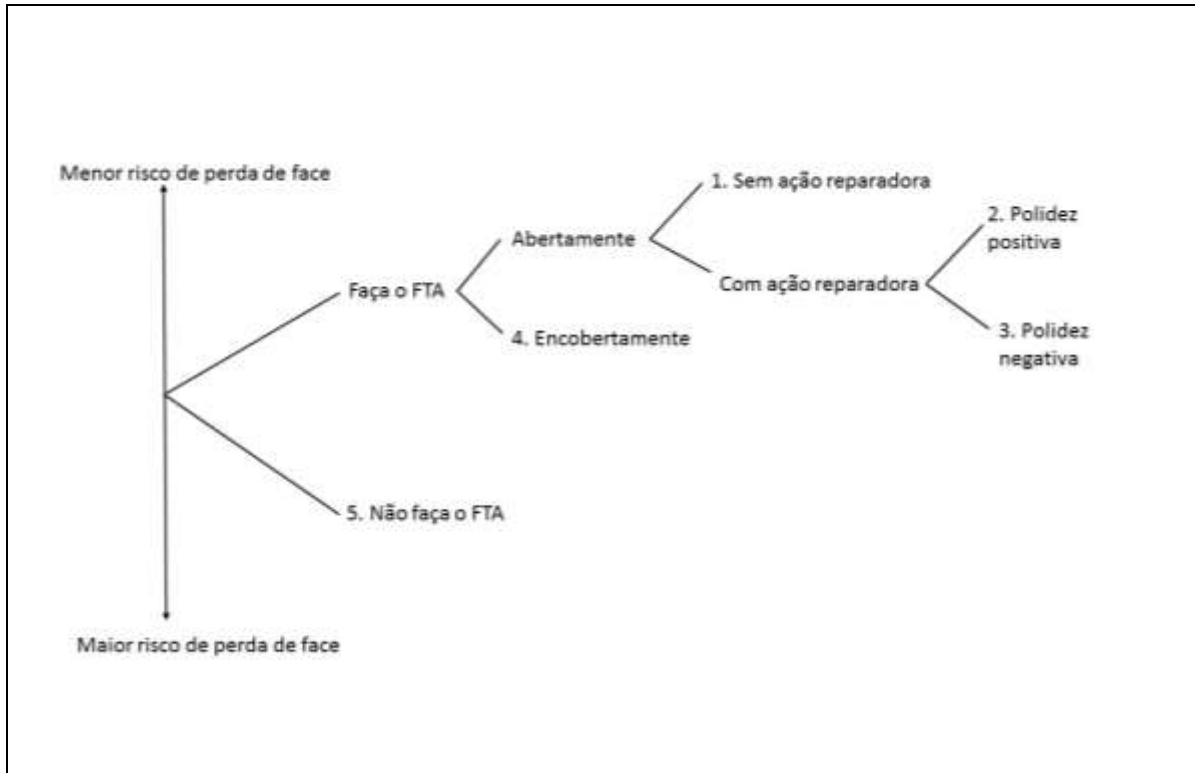 Menor risco de perda de face
1. Sem ação reparadora
Abertamente
2. Polidez
positiva
Faça o FTA
Com ação reparadora
4. Encobertamente
3. Polidez
negativa
5. Não faça o FTA
Maior risco de perda de face